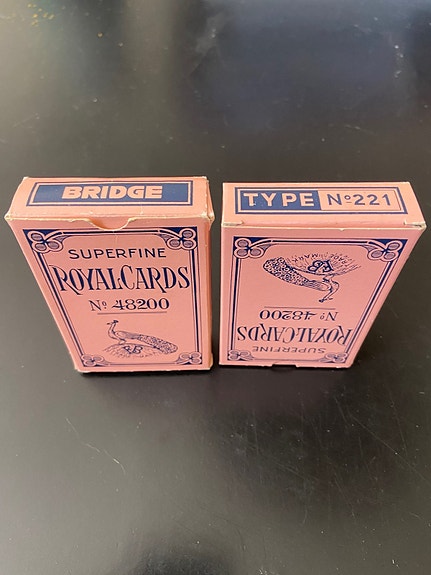 BRIDGE
SUPERFINE
ROYAL-CARDS
Nº 48200
TYPE Nº221
SUPERFINE
ROYAL-CARDS
Nº 48200